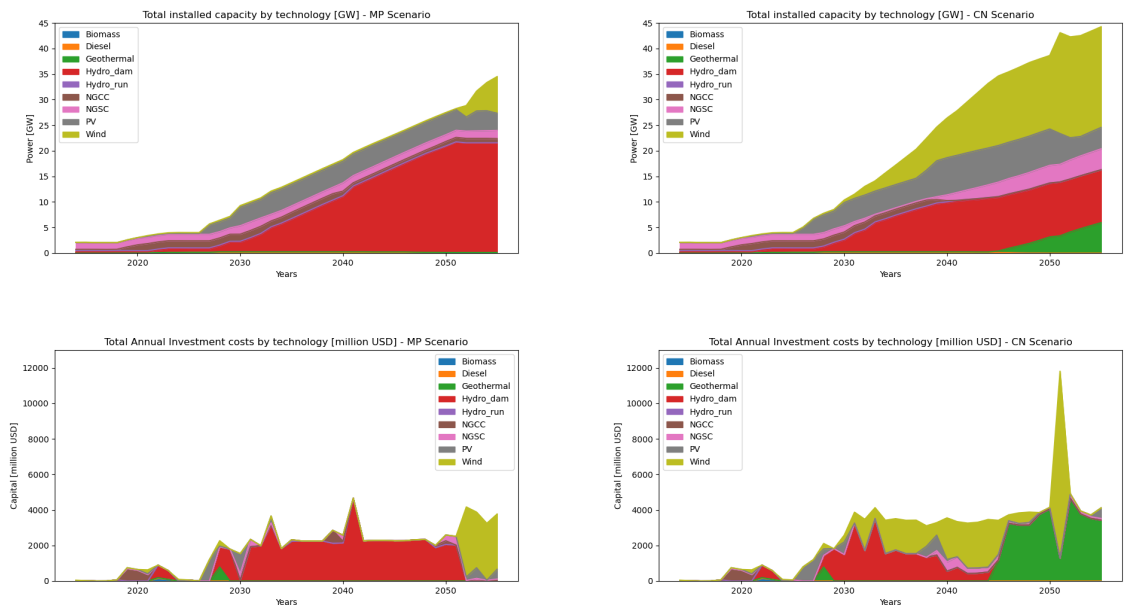 Total installed capacity by technology [GW] - MP Scenario
45
40
35
30
25
20
15
10
5
0
Power [GW]
Biomass
Diesel
Geothermal
Hydro_dam
Hydro_run
NGCC
NGSC
PV
Wind
2020
2030
2040
2050
Years
Total installed capacity by technology [GW] - CN Scenario
45
40
35
30
25
20
15
10
5
0
Power [GW]
Biomass
Diesel
Geothermal
Hydro_dam
Hydro_run
NGCC
NGSC
PV
Wind
2020
2030
2040
2050
Years
Total Annual Investment costs by technology [million USD] - MP Scenario
12000
10000
8000
6000
4000
2000
0
Capital [million USD]
Biomass
Diesel
Geothermal
Hydro_dam
Hydro_run
NGCC
NGSC
PV
Wind
2020
2030
2040
2050
Years
Total Annual Investment costs by technology [million USD] - CN Scenario
12000
10000
8000
6000
4000
2000
0
Capital [million USD]
Biomass
Diesel
Geothermal
Hydro_dam
Hydro_run
NGCC
NGSC
PV
Wind
2020
2030
2040
2050
Years